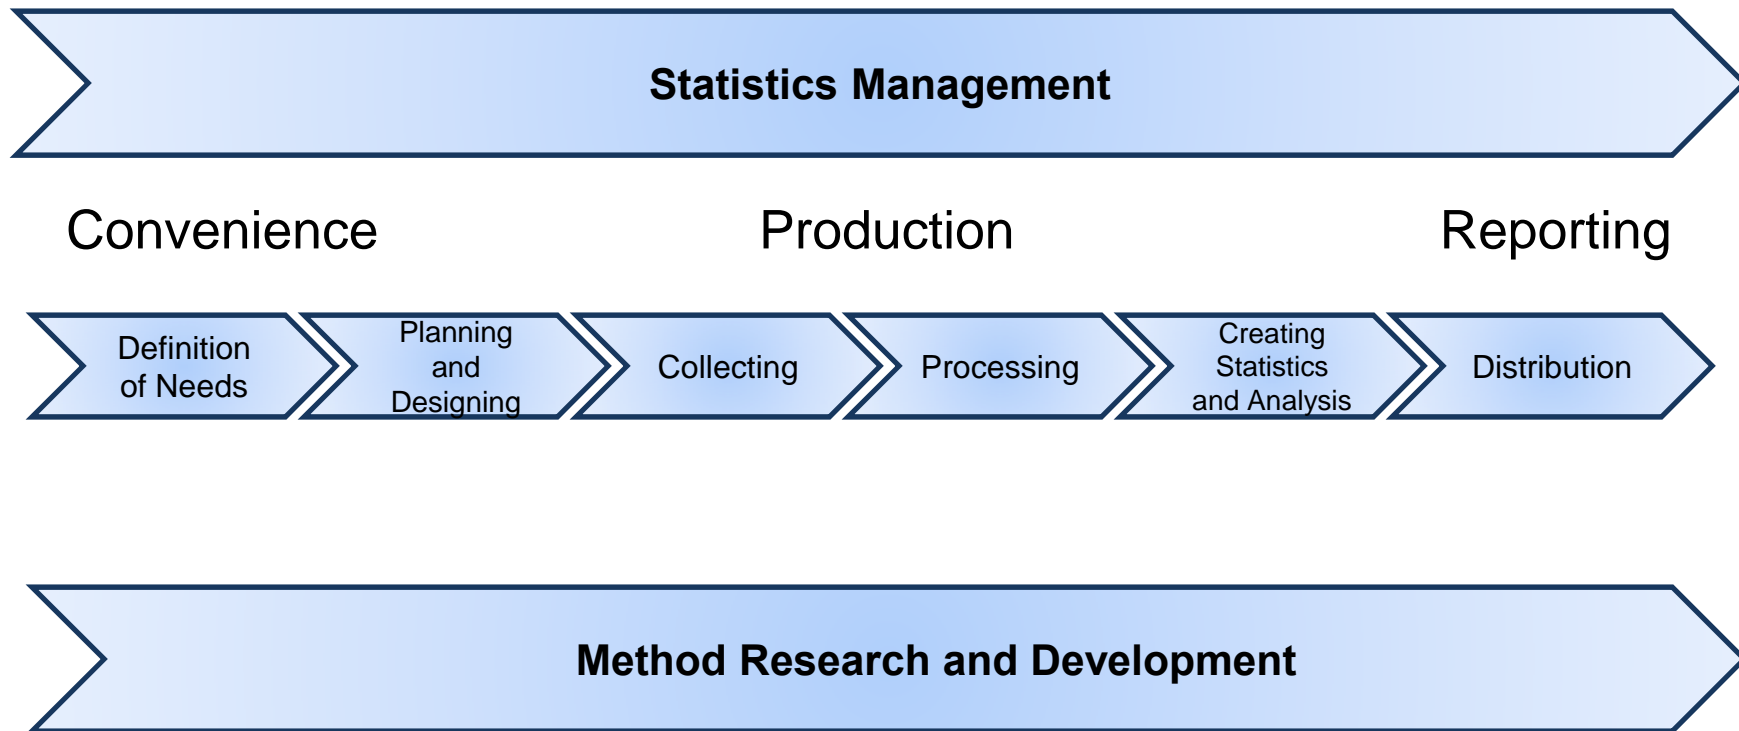 Statistics Management
Convenience
Production
Reporting
Definition
of Needs
Planning
and
Designing
Collecting
Processing
Creating
Statistics
and Analysis
Distribution
Method Research and Development